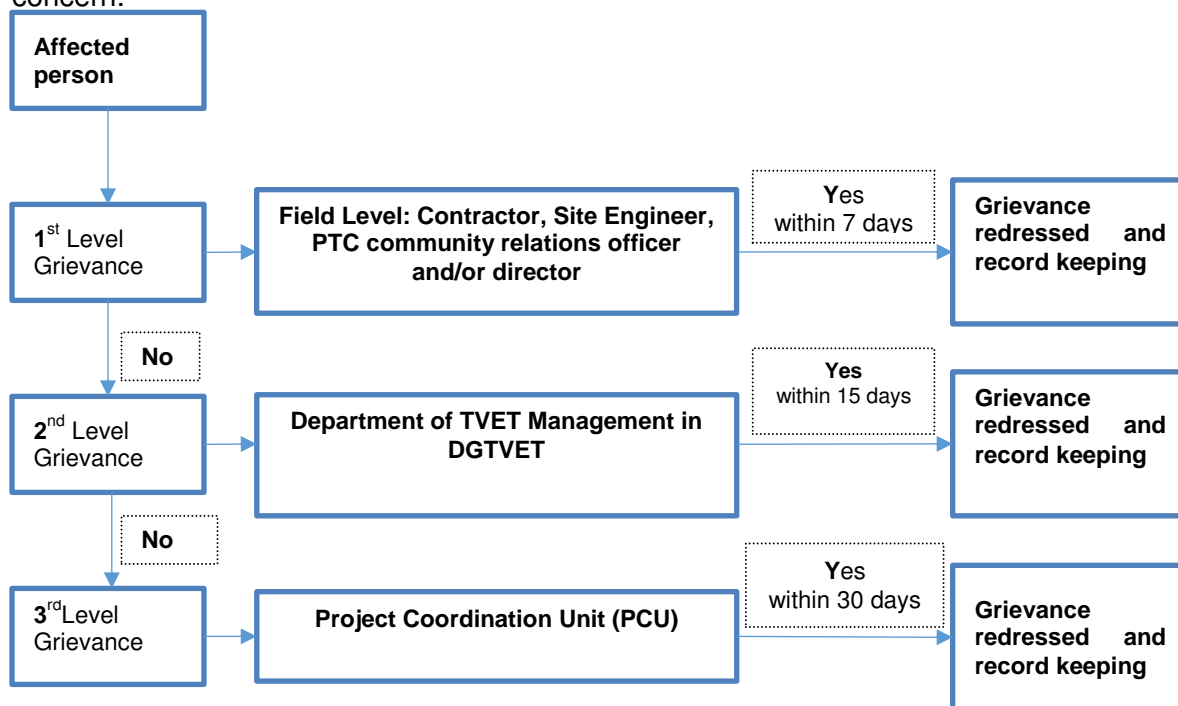 concern.
Affected
person
1st Level
Grievance
Field Level: Contractor, Site Engineer,
PTC community relations officer
and/or director
Yes
within 7 days
Grievance
redressed and
record keeping
No
2nd Level
Grievance
Department of TVET Management in
DGTVET
Yes
within 15 days
Grievance
redressed and
record keeping
No
3rdLevel
Grievance
Project Coordination Unit (PCU)
Yes
within 30 days
Grievance
redressed and
record keeping